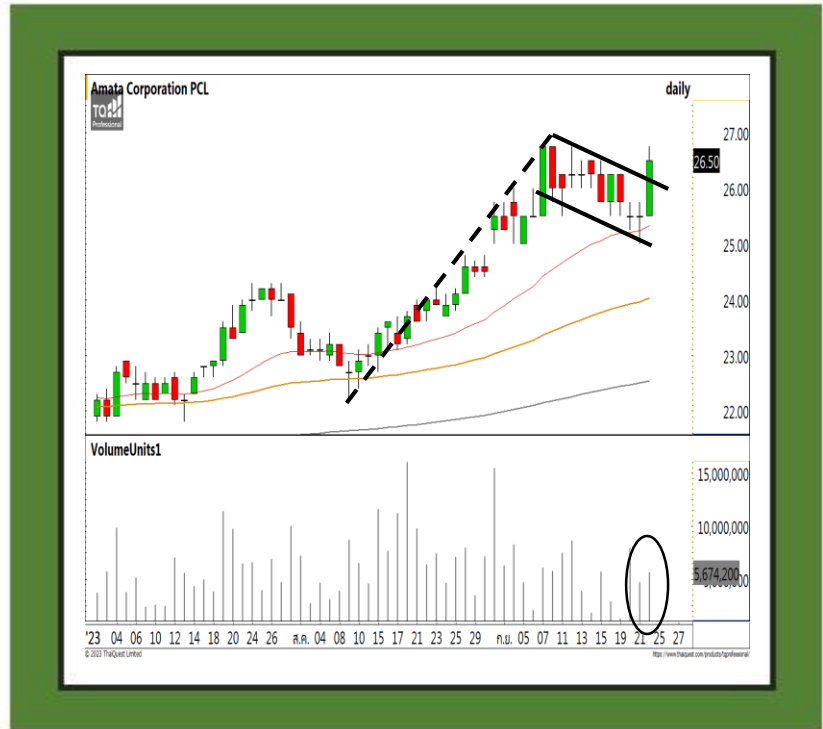 Amata Corporation PCL daily
TQ
Professional
27.00
26.50
26.00
25.00
24.00
23.00
22.00
VolumeUnits1
15,000,000
10,000,000
5,674,200
'23 04 06 10 12 14 18 20 24 26 ส.ค. 04 08 10 15 17 21 23 25 29 ก.ย. 05 07 11 13 15 19 21 25 27
© 2023 ThaiQuest Limited https://www.thaiquest.com/products/tqprofessional/